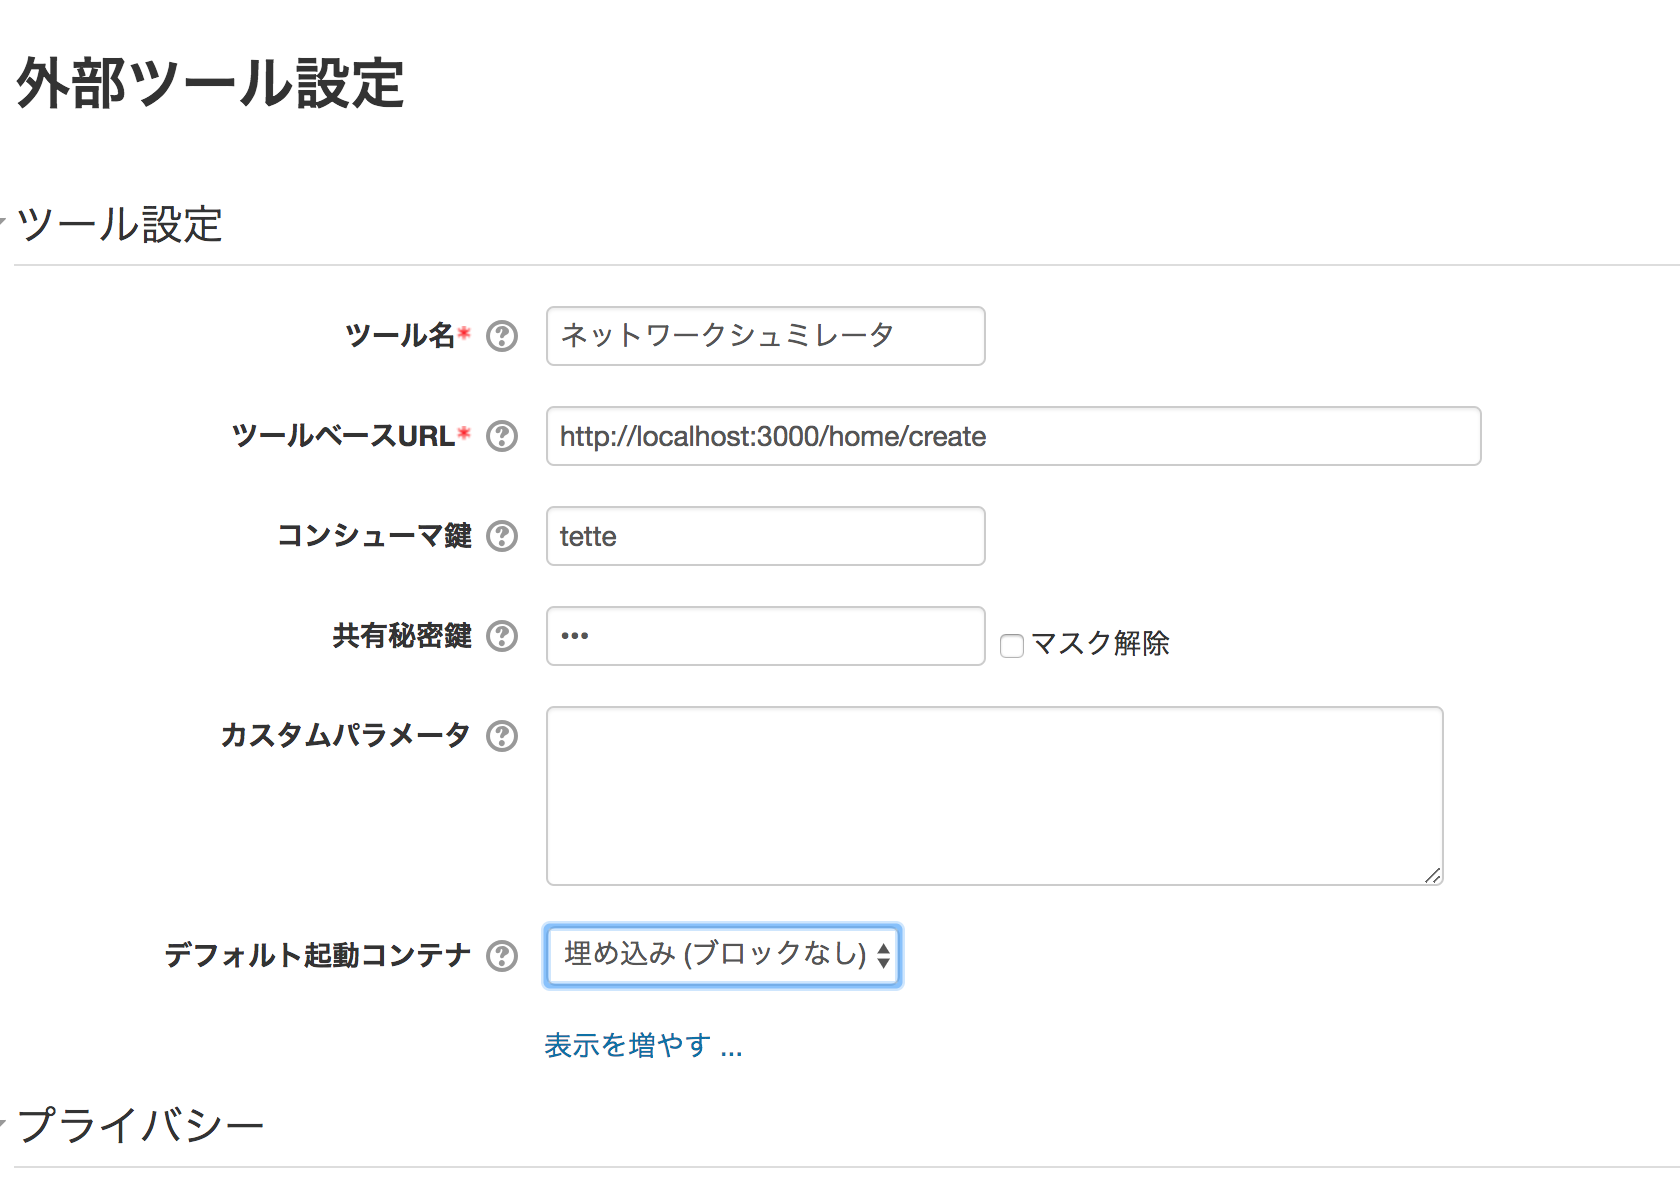 外部ツール設定
ツール設定
ツール名* ネットワークシュミレータ
ツールベースURL* http://localhost:3000/home/create
コンシューマ鍵 tette
共有秘密鍵 ••• マスク解除
カスタムパラメータ
デフォルト起動コンテナ 埋め込み (ブロックなし)
表示を増やす ...
プライバシー